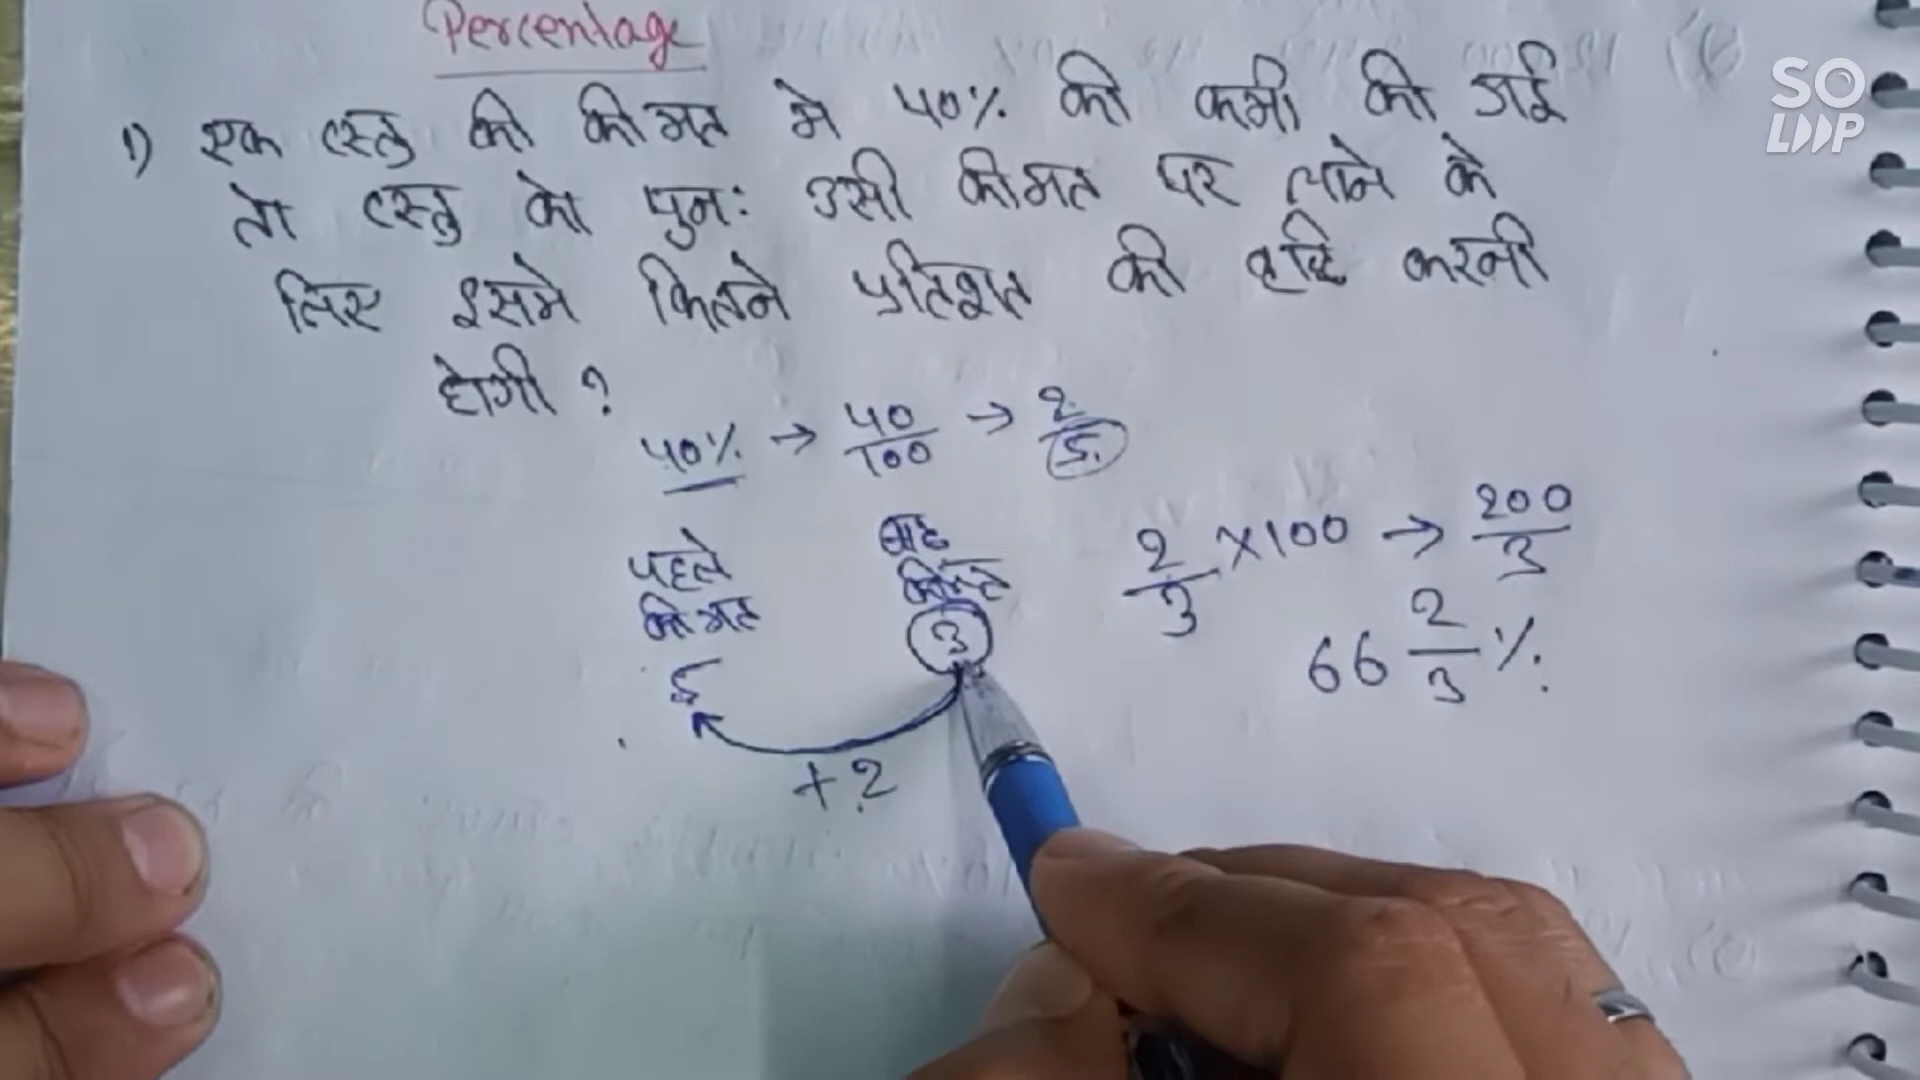 Percentage
1) एक वस्तु की कीमत मे 40% की कमी की गई
तो वस्तु को पुनः उसी कीमत पर लाने के
लिए इसमे कितने प्रतिशत की वृद्धि करनी
होगी ?
40% → 40/100 → 2/5
पहले
कीमत
5
बाद
कीमत
3
+2
2/3 ×100 → 200/3
66 2/3 %
SO
LOOP